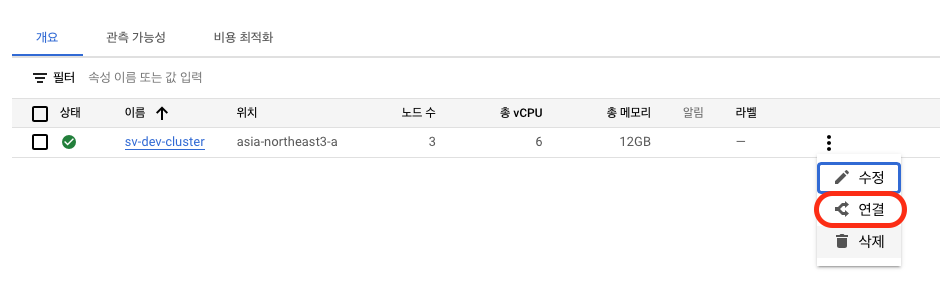 개요 관측 가능성 비용 최적화
필터 속성 이름 또는 값 입력
상태 이름 위치 노드 수 총 vCPU 총 메모리 알림 라벨
sv-dev-cluster asia-northeast3-a 3 6 12GB —
수정
연결
삭제